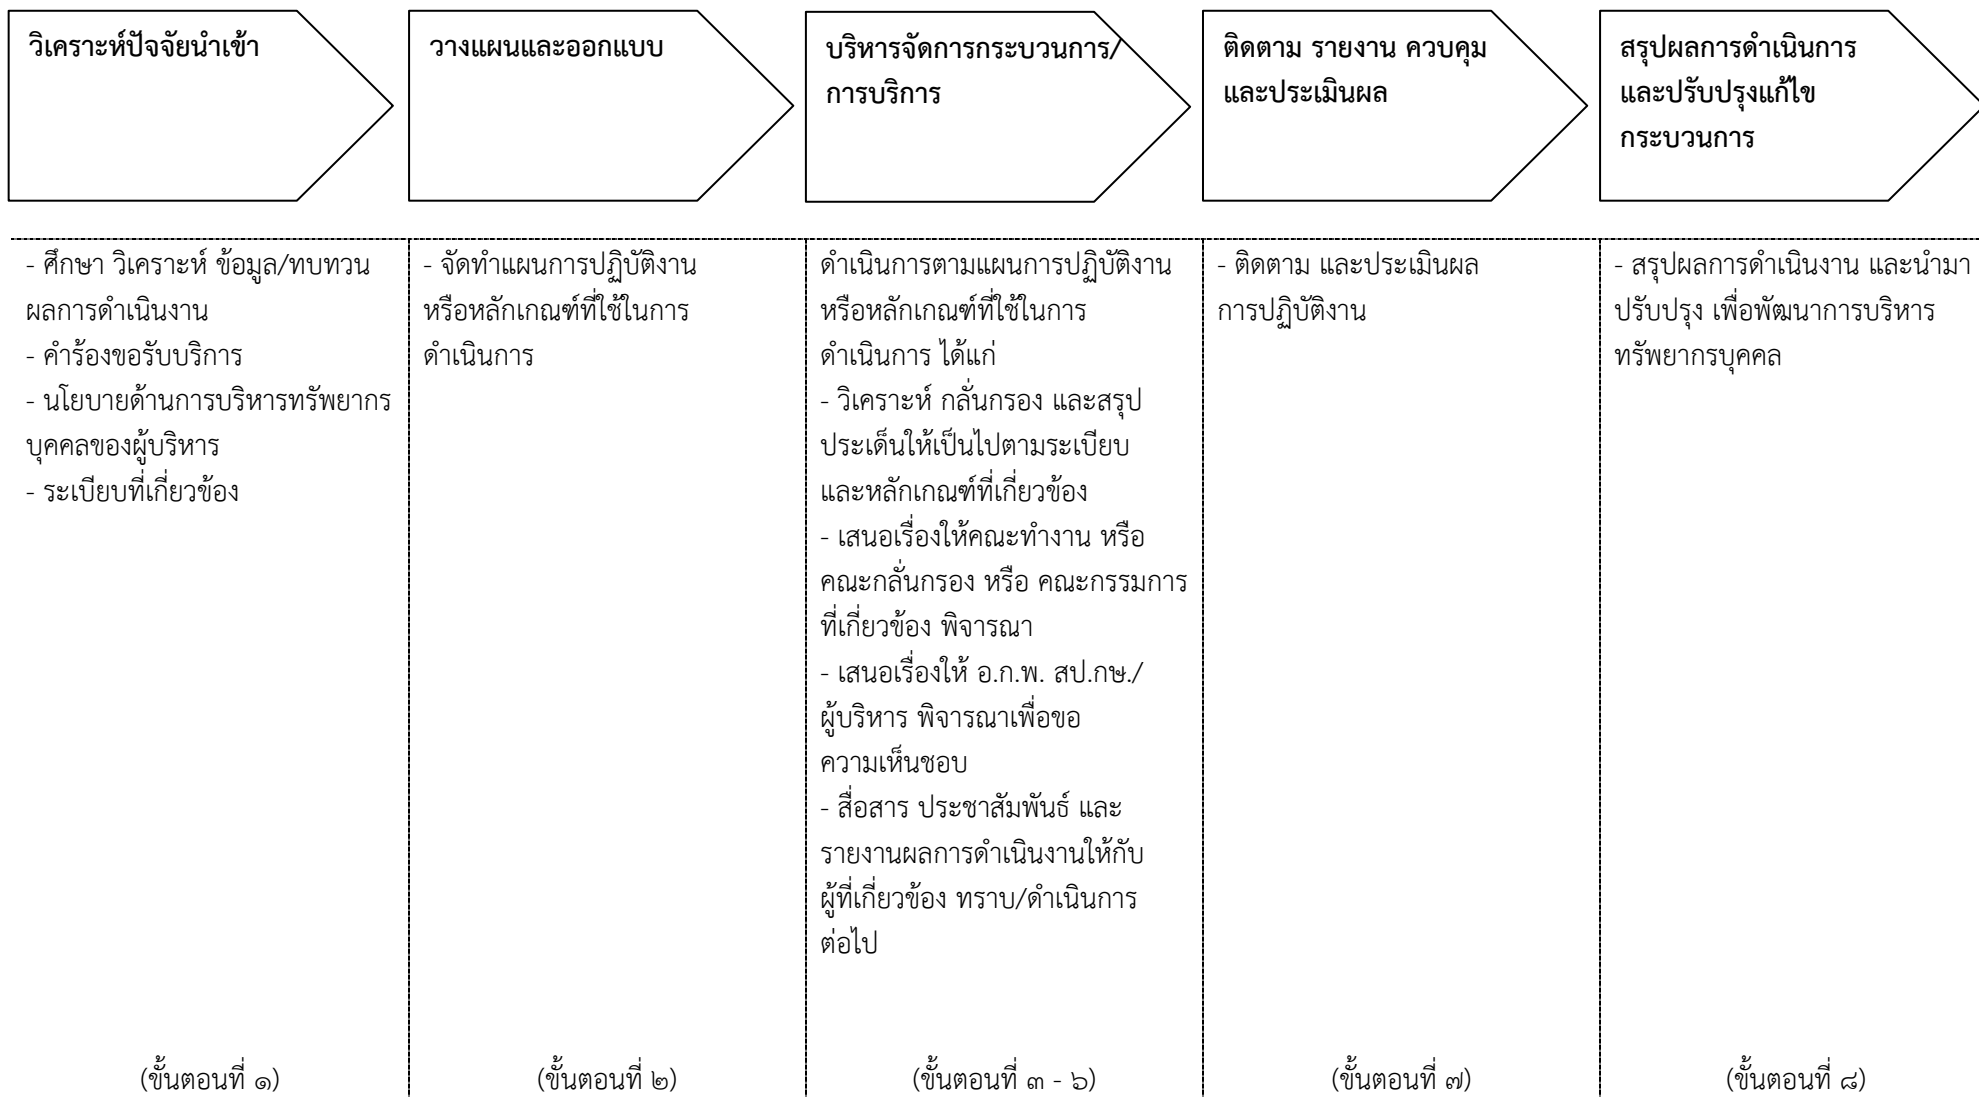 วิเคราะห์ปัจจัยนำเข้า
วางแผนและออกแบบ
บริหารจัดการกระบวนการ/
การบริการ
ติดตาม รายงาน ควบคุม
และประเมินผล
สรุปผลการดำเนินการ
และปรับปรุงแก้ไข
กระบวนการ
- ศึกษา วิเคราะห์ ข้อมูล/ทบทวน
ผลการดำเนินงาน
- คำร้องขอรับบริการ
- นโยบายด้านการบริหารทรัพยากร
บุคคลของผู้บริหาร
- ระเบียบที่เกี่ยวข้อง
(ขั้นตอนที่ ๑)
- จัดทำแผนการปฏิบัติงาน
หรือหลักเกณฑ์ที่ใช้ในการ
ดำเนินการ
(ขั้นตอนที่ ๒)
ดำเนินการตามแผนการปฏิบัติงาน
หรือหลักเกณฑ์ที่ใช้ในการ
ดำเนินการ ได้แก่
- วิเคราะห์ กลั่นกรอง และสรุป
ประเด็นให้เป็นไปตามระเบียบ
และหลักเกณฑ์ที่เกี่ยวข้อง
- เสนอเรื่องให้คณะทำงาน หรือ
คณะกลั่นกรอง หรือ คณะกรรมการ
ที่เกี่ยวข้อง พิจารณา
- เสนอเรื่องให้ อ.ก.พ. สป.กษ./
ผู้บริหาร พิจารณาเพื่อขอ
ความเห็นชอบ
- สื่อสาร ประชาสัมพันธ์ และ
รายงานผลการดำเนินงานให้กับ
ผู้ที่เกี่ยวข้อง ทราบ/ดำเนินการ
ต่อไป
(ขั้นตอนที่ ๓ - ๖)
- ติดตาม และประเมินผล
การปฏิบัติงาน
(ขั้นตอนที่ ๗)
- สรุปผลการดำเนินงาน และนำมา
ปรับปรุง เพื่อพัฒนาการบริหาร
ทรัพยากรบุคคล
(ขั้นตอนที่ ๘)